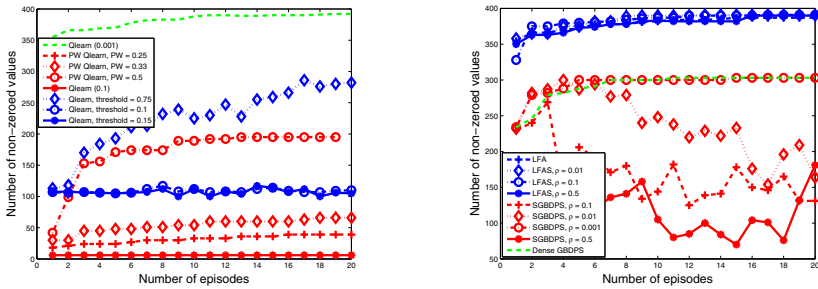 400
350
300
250
200
150
100
50
0
Number of non-zeroed values
Qlearn (0.001)
PW Qlearn, PW = 0.25
PW Qlearn, PW = 0.33
PW Qlearn, PW = 0.5
Qlearn (0.1)
Qlearn, threshold = 0.75
Qlearn, threshold = 0.1
Qlearn, threshold = 0.15
0 2 4 6 8 10 12 14 16 18 20
Number of episodes
400
350
300
250
200
150
100
50
0
Number of non-zeroed values
LFA
LFAS, ρ = 0.01
LFAS, ρ = 0.1
LFAS, ρ = 0.5
SGBDPS, ρ = 0.1
SGBDPS, ρ = 0.01
SGBDPS, ρ = 0.001
SGBDPS, ρ = 0.5
Dense GBDPS
0 2 4 6 8 10 12 14 16 18 20
Number of episodes